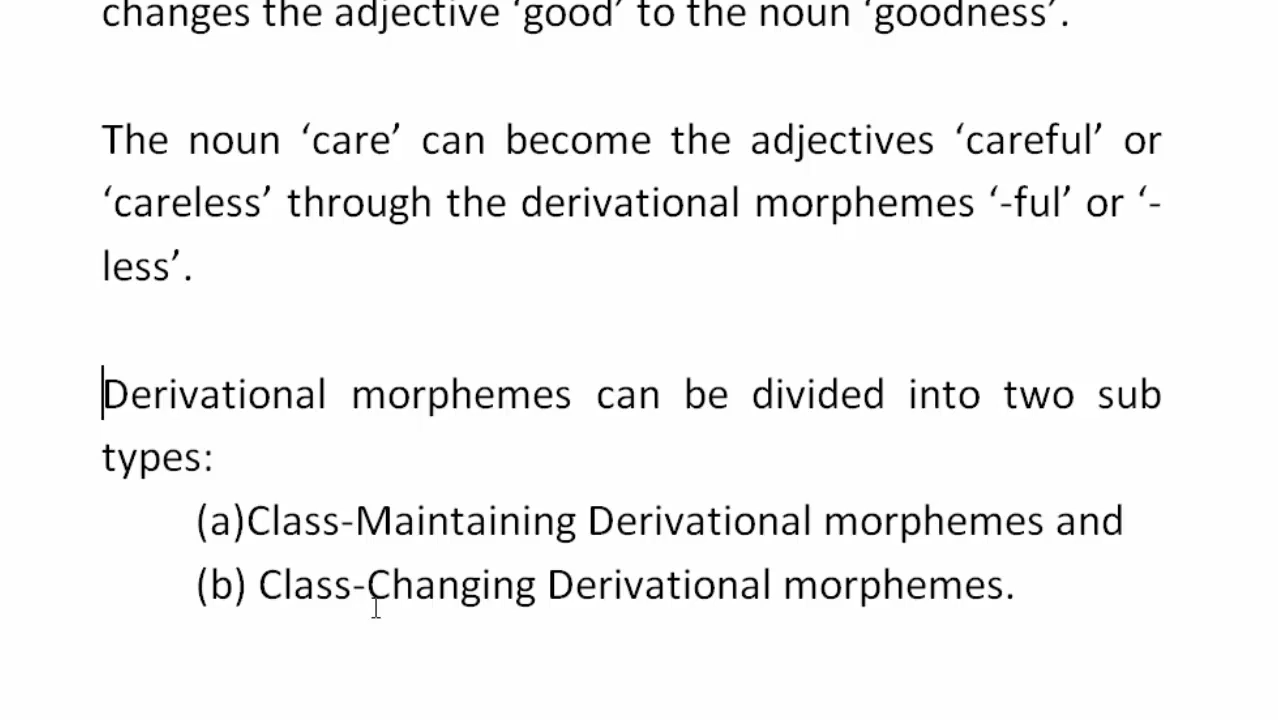 changes the adjective ‘good’ to the noun ‘goodness’.
The noun ‘care’ can become the adjectives ‘careful’ or
‘careless’ through the derivational morphemes ‘-ful’ or ‘-
less’.
Derivational morphemes can be divided into two sub
types:
(a)Class-Maintaining Derivational morphemes and
(b) Class-Changing Derivational morphemes.